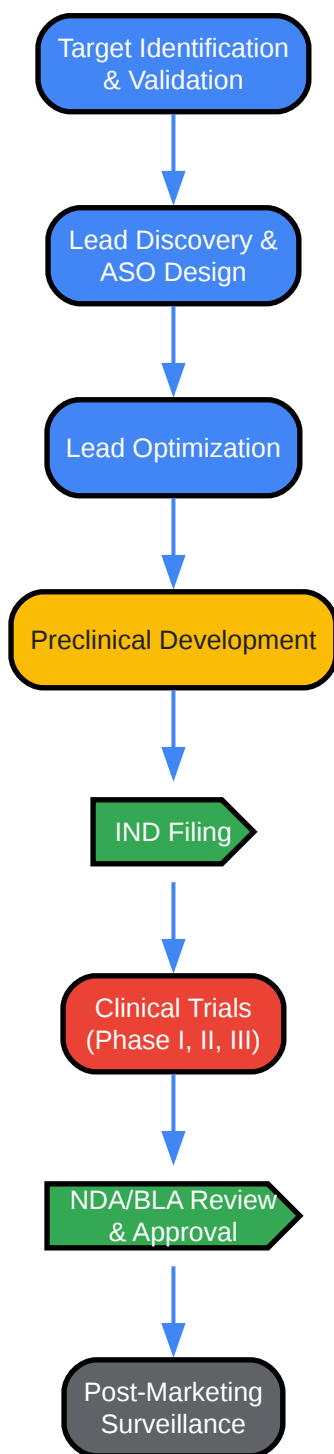 Target Identification
& Validation
Lead Discovery &
ASO Design
Lead Optimization
Preclinical Development
IND Filing
Clinical Trials
(Phase I, II, III)
NDA/BLA Review
& Approval
Post-Marketing
Surveillance